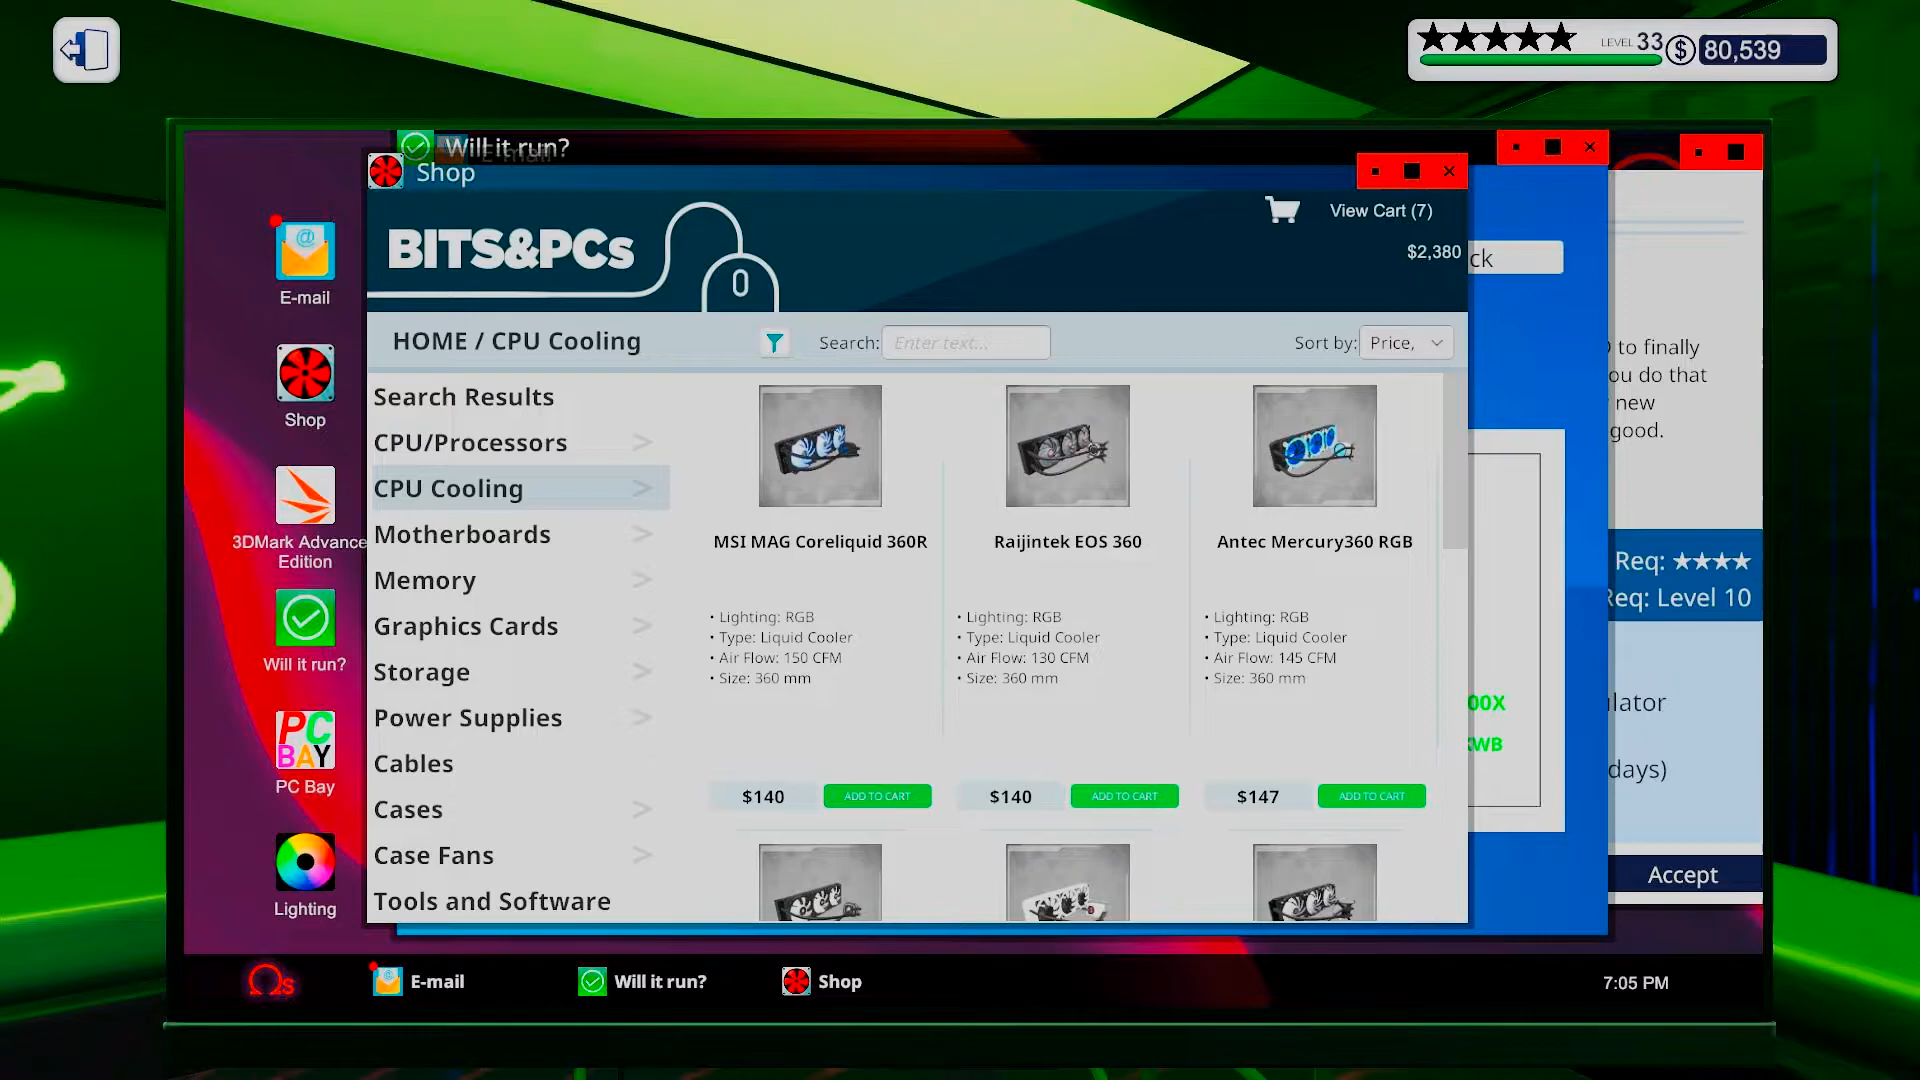 LEVEL 33
$ 80,539
Will it run?
E-mail
Shop
View Cart (7)
$2,380
BITS&PCs
ck
HOME / CPU Cooling
Search:
Enter text...
Sort by:
Price,
Search Results
CPU/Processors
CPU Cooling
Motherboards
Memory
Graphics Cards
Storage
Power Supplies
Cables
Cases
Case Fans
Tools and Software
MSI MAG Coreliquid 360R
• Lighting: RGB
• Type: Liquid Cooler
• Air Flow: 150 CFM
• Size: 360 mm
$140
ADD TO CART
Raijintek EOS 360
• Lighting: RGB
• Type: Liquid Cooler
• Air Flow: 130 CFM
• Size: 360 mm
$140
ADD TO CART
Antec Mercury360 RGB
• Lighting: RGB
• Type: Liquid Cooler
• Air Flow: 145 CFM
• Size: 360 mm
$147
ADD TO CART
to finally
ou do that
new
good.
Req: ★★★★
Req: Level 10
00X
WB
lator
days)
Accept
E-mail
Shop
3DMark Advance
Edition
Will it run?
PC
BAY
PC Bay
Lighting
Ωs
E-mail
Will it run?
Shop
7:05 PM